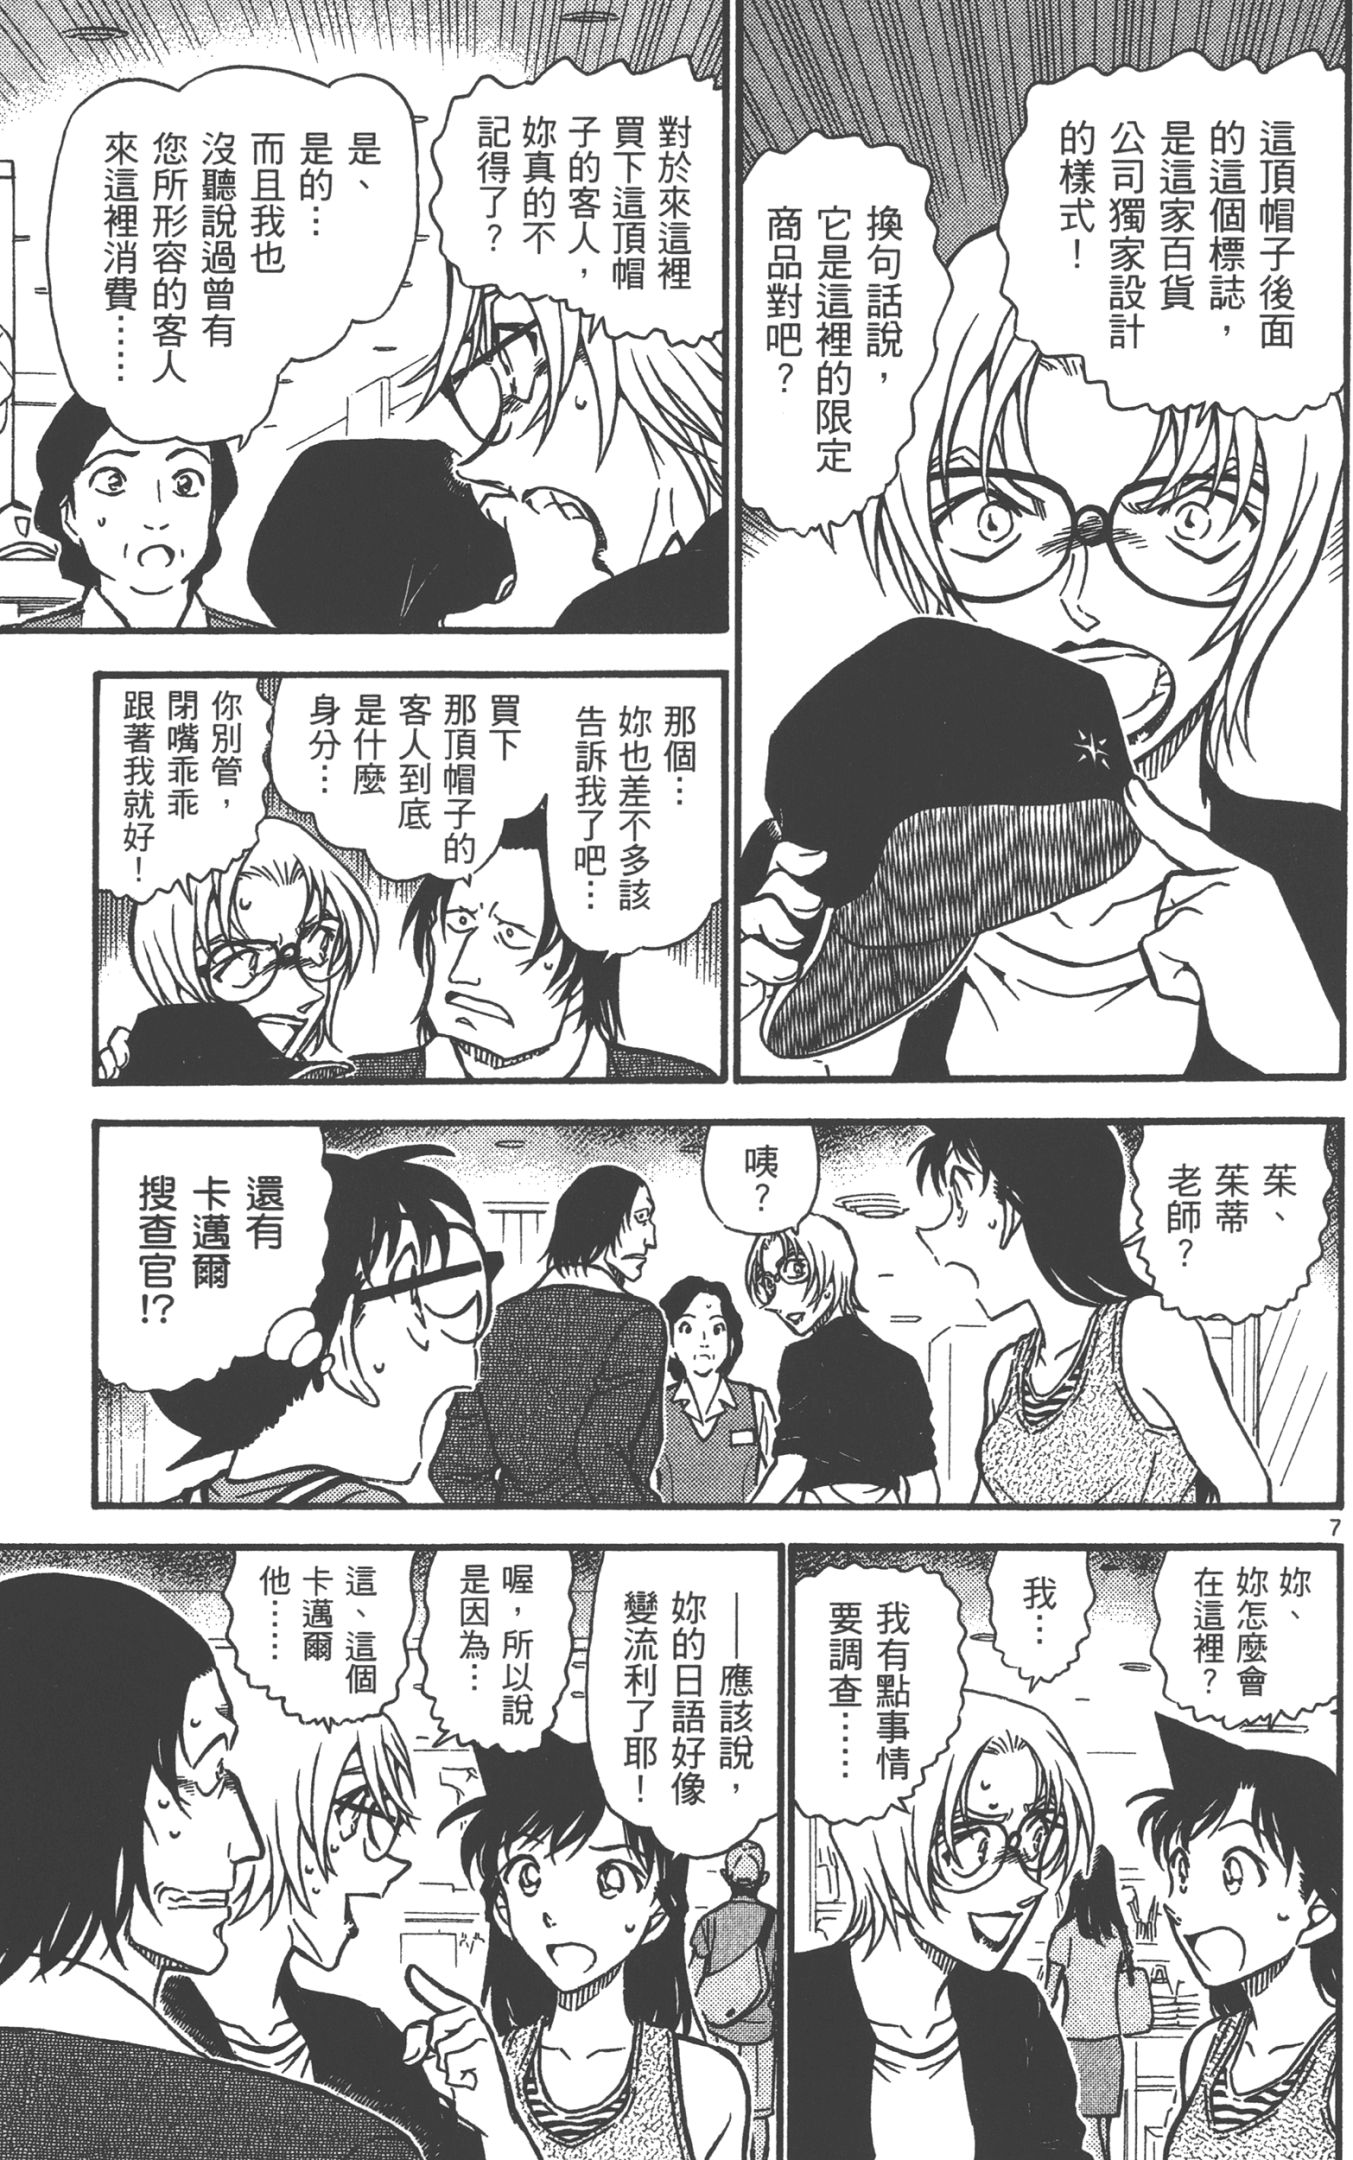 這頂帽子後面
的這個標誌，
是這家百貨
公司獨家設計
的樣式！
換句話說，
它是這裡的限定
商品對吧？
對於來這裡
買下這頂帽
子的客人，
妳真的不
記得了？
是、
是的…
而且我也
沒聽說過曾有
您所形容的客人
來這裡消費……
那個…
妳也差不多該
告訴我了吧…
買下
那頂帽子的
客人到底
是什麼
身分…
你別管，
閉嘴乖乖
跟著我就好！
茱、
茱蒂
老師？
咦？
還有
卡邁爾
搜查官!?
7
妳、
妳怎麼會
在這裡？
我…
我有點事情
要調查……
——應該說，
妳的日語好像
變流利了耶！
喔，所以說
是因為…
這、這個
卡邁爾
他……